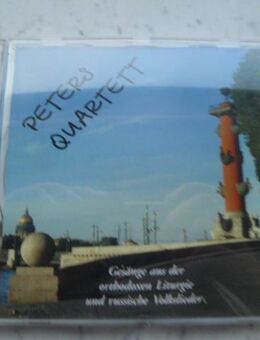 PETERS
QUARTETT
Gesänge aus der
orthodoxen Liturgie
und russische Volkslieder.